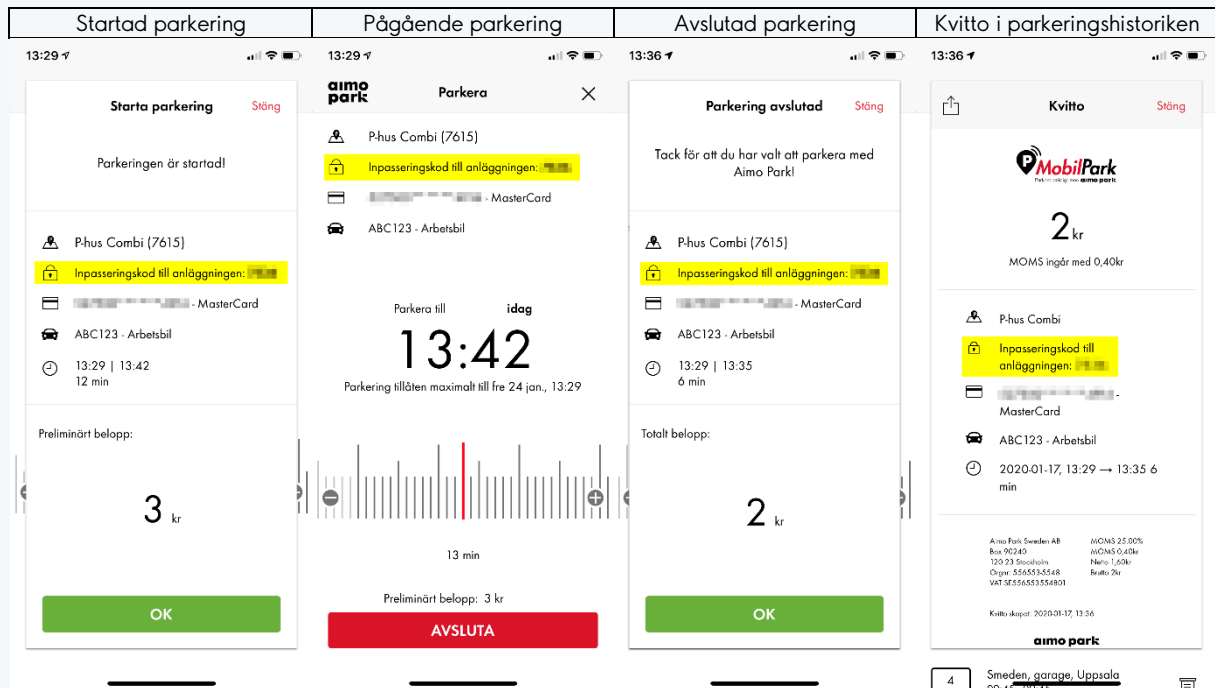 Startad parkering
Pågående parkering
Avslutad parkering
Kvitto i parkeringshistoriken
13:29
Starta parkering
Stäng
Parkeringen är startad!
P-hus Combi (7615)
Inpasseringskod till anläggningen:
- MasterCard
ABC123 - Arbetsbil
13:29 | 13:42
12 min
Preliminärt belopp:
3 kr
OK
13:29
aimo
park
Parkera
P-hus Combi (7615)
Inpasseringskod till anläggningen:
- MasterCard
ABC123 - Arbetsbil
Parkera till idag
13:42
Parkering tillåten maximalt till fre 24 jan., 13:29
13 min
Preliminärt belopp: 3 kr
AVSLUTA
13:36
Parkering avslutad
Stäng
Tack för att du har valt att parkera med
Aimo Park!
P-hus Combi (7615)
Inpasseringskod till anläggningen:
- MasterCard
ABC123 - Arbetsbil
13:29 | 13:35
6 min
Totalt belopp:
2 kr
OK
13:36
Kvitto
Stäng
P
MobilPark
aimo park
2 kr
MOMS ingår med 0,40kr
P-hus Combi
Inpasseringskod till
anläggningen:
-
MasterCard
ABC123 - Arbetsbil
2020-01-17, 13:29 → 13:35 6
min
Aimo Park Sweden AB
Box 90240
120 23 Stockholm
Orgnr: 556553-5548
VAT SE556553554801
MOMS 25.00%
MOMS 0,40kr
Netto 1,60kr
Brutto 2kr
Kvitto skapat: 2020-01-17, 13:36
aimo park
4
Smeden, garage, Uppsala